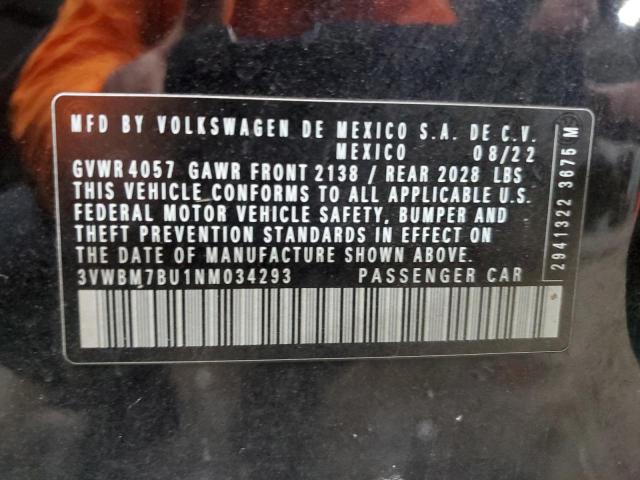 MFD BY VOLKSWAGEN DE MEXICO S.A. DE C.V.
MEXICO 08/22
GVWR 4057 GAWR FRONT 2138 / REAR 2028 LBS
THIS VEHICLE CONFORMS TO ALL APPLICABLE U.S.
FEDERAL MOTOR VEHICLE SAFETY, BUMPER AND
THEFT PREVENTION STANDARDS IN EFFECT ON
THE DATE OF MANUFACTURE SHOWN ABOVE.
3VWBM7BU1NM034293 PASSENGER CAR
2941322 3675 M